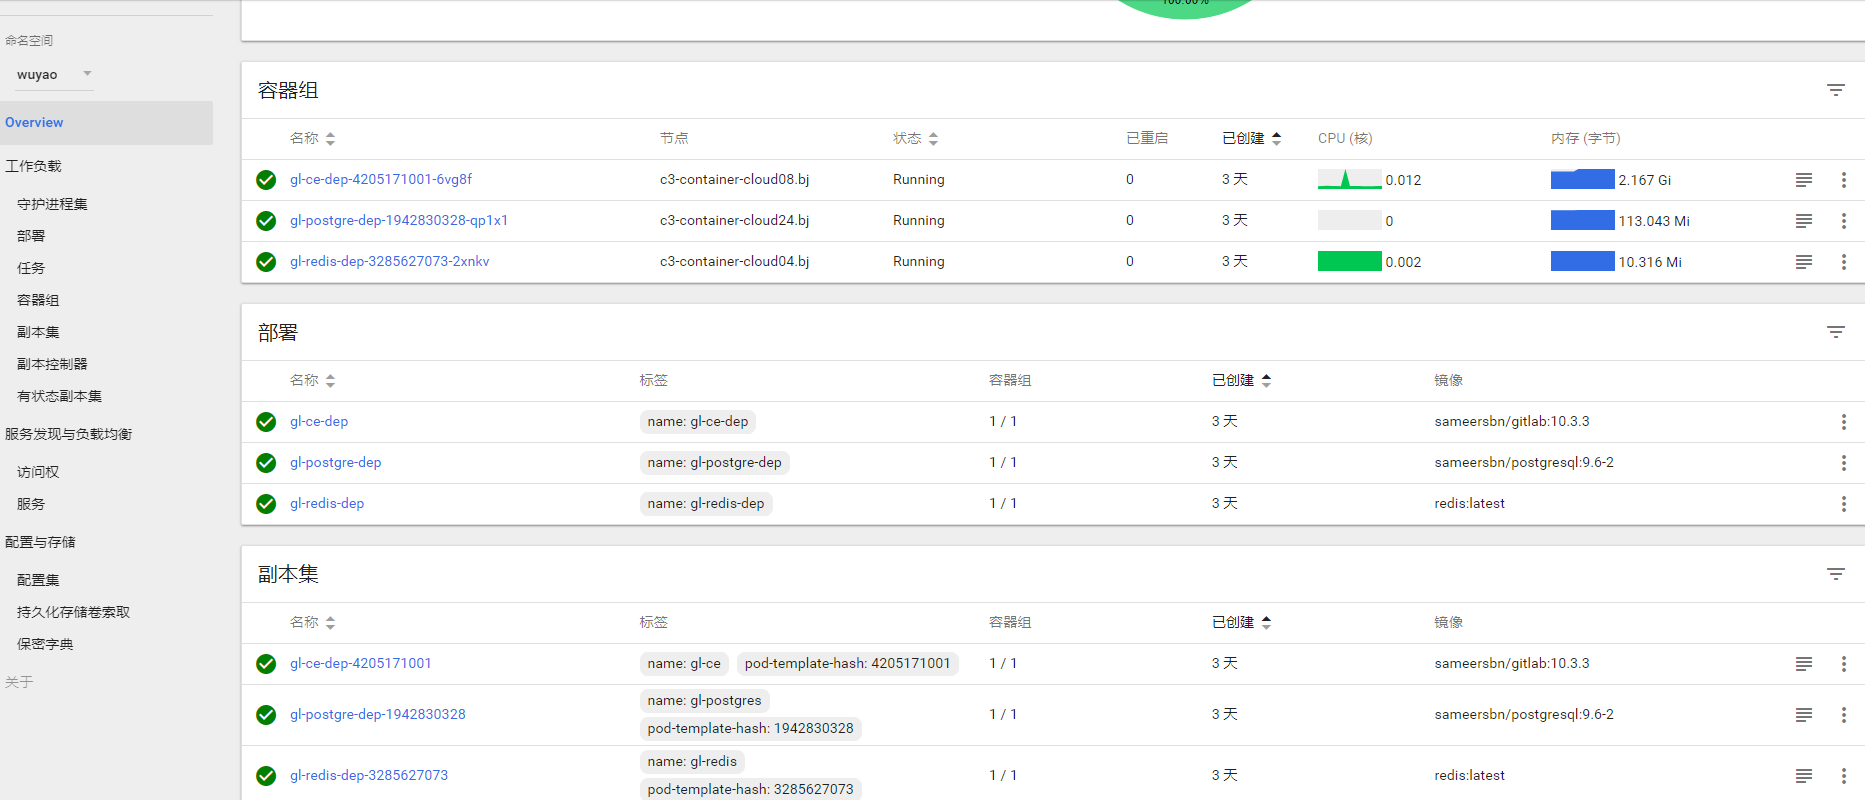 100.00%
命名空间
wuyao
Overview
工作负载
守护进程集
部署
任务
容器组
副本集
副本控制器
有状态副本集
服务发现与负载均衡
访问权
服务
配置与存储
配置集
持久化存储卷索取
保密字典
关于
容器组
名称 节点 状态 已重启 已创建 CPU (核) 内存 (字节)
gl-ce-dep-4205171001-6vg8f c3-container-cloud08.bj Running 0 3 天 0.012 2.167 Gi
gl-postgre-dep-1942830328-qp1x1 c3-container-cloud24.bj Running 0 3 天 0 113.043 Mi
gl-redis-dep-3285627073-2xnkv c3-container-cloud04.bj Running 0 3 天 0.002 10.316 Mi
部署
名称 标签 容器组 已创建 镜像
gl-ce-dep name: gl-ce-dep 1 / 1 3 天 sameersbn/gitlab:10.3.3
gl-postgre-dep name: gl-postgre-dep 1 / 1 3 天 sameersbn/postgresql:9.6-2
gl-redis-dep name: gl-redis-dep 1 / 1 3 天 redis:latest
副本集
名称 标签 容器组 已创建 镜像
gl-ce-dep-4205171001 name: gl-ce pod-template-hash: 4205171001 1 / 1 3 天 sameersbn/gitlab:10.3.3
name: gl-postgres
gl-postgre-dep-1942830328 1 / 1 3 天 sameersbn/postgresql:9.6-2
pod-template-hash: 1942830328
name: gl-redis
gl-redis-dep-3285627073 1 / 1 3 天 redis:latest
pod-template-hash: 3285627073